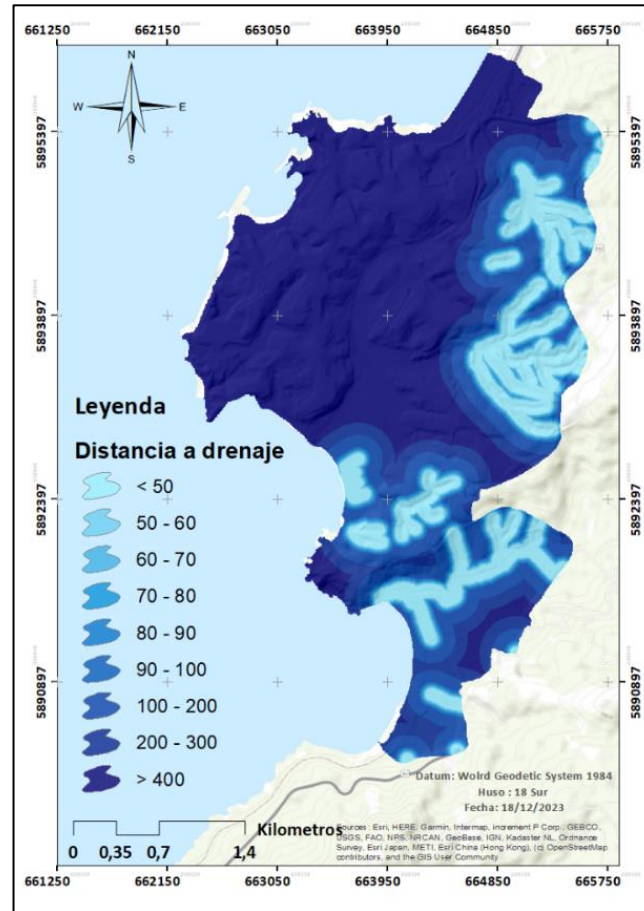 661250 663050 663950 664850 665750
N
W E
S
5895397 5895397
5893897 5893897
Leyenda
Distancia a drenaje
< 50
50 - 60
60 - 70
70 - 80
80 - 90
90 - 100
100 - 200
200 - 300
> 400
5892397 5892397
5890897 5890897
Datum: Wolrd Geodetic System 1984
Huso : 18 Sur
Fecha: 18/12/2023
Kilometros
0 0,35 0,7 1,4
Sources: Esri, HERE, Garmin, Intermap, increment P Corp., GEBCO,
USGS, FAO, NPS, NRCAN, GeoBase, IGN, Kadaster NL, Ordnance
Survey, Esri Japan, METI, Esri China (Hong Kong), (c) OpenStreetMap
contributors, and the GIS User Community
661250 662150 663050 663950 664850 665750